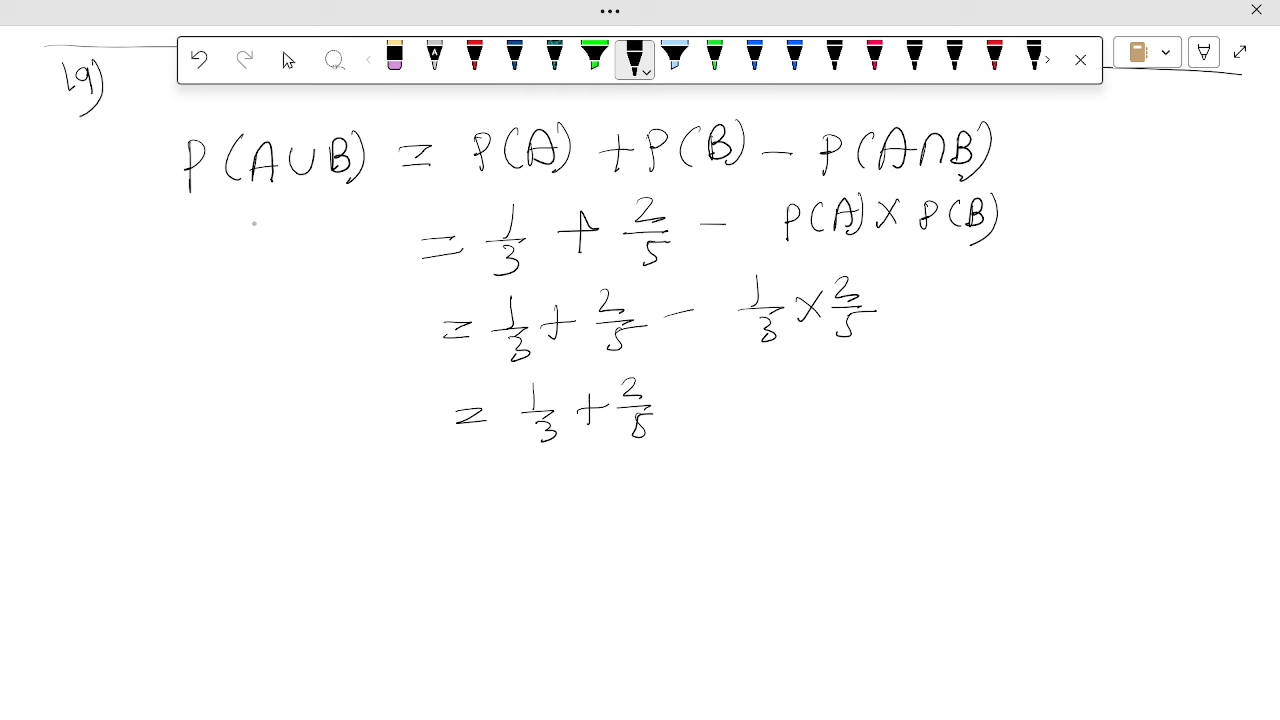 19)
P(A∪B) = P(A) + P(B) - P(A∩B)
= 1/3 + 2/5 - P(A) × P(B)
= 1/3 + 2/5 - 1/3 × 2/5
= 1/3 + 2/5